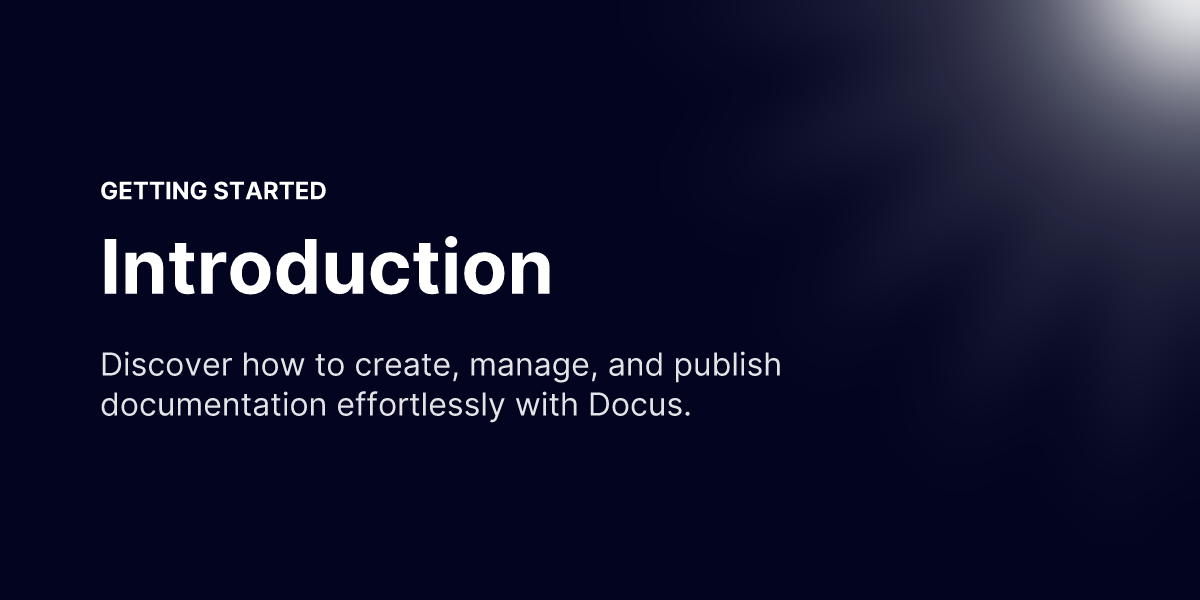 GETTING STARTED
Introduction
Discover how to create, manage, and publish
documentation effortlessly with Docus.